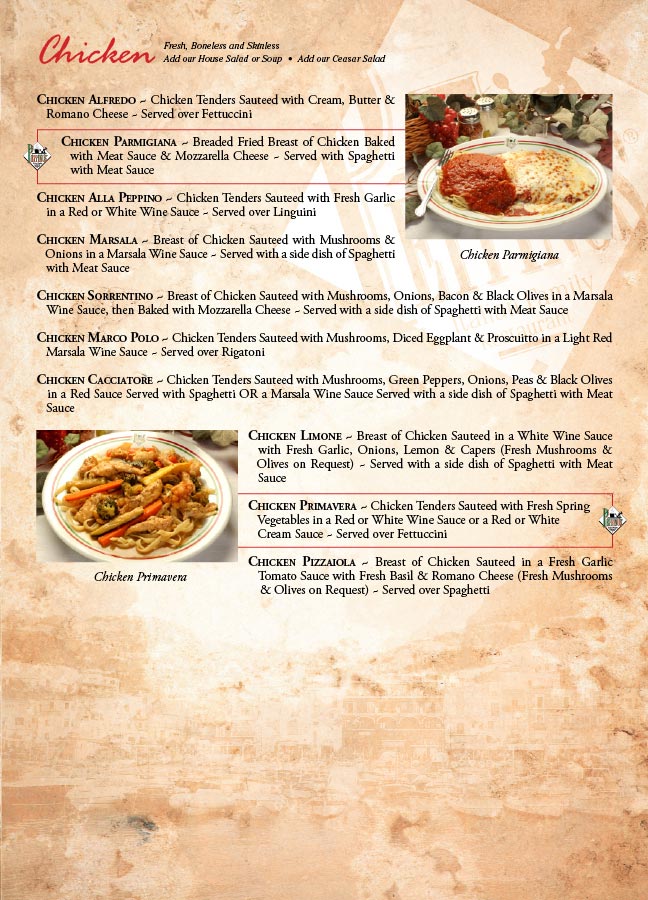 Chicken
Fresh, Boneless and Skinless
Add our House Salad or Soup • Add our Ceasar Salad
Chicken Alfredo ~ Chicken Tenders Sauteed with Cream, Butter &
Romano Cheese ~ Served over Fettuccini
Chicken Parmigiana ~ Breaded Fried Breast of Chicken Baked
with Meat Sauce & Mozzarella Cheese ~ Served with Spaghetti
with Meat Sauce
Chicken Alla Peppino ~ Chicken Tenders Sauteed with Fresh Garlic
in a Red or White Wine Sauce ~ Served over Linguini
Chicken Marsala ~ Breast of Chicken Sauteed with Mushrooms &
Onions in a Marsala Wine Sauce ~ Served with a side dish of Spaghetti
with Meat Sauce
Chicken Parmigiana
Chicken Sorrentino ~ Breast of Chicken Sauteed with Mushrooms, Onions, Bacon & Black Olives in a Marsala
Wine Sauce, then Baked with Mozzarella Cheese ~ Served with a side dish of Spaghetti with Meat Sauce
Chicken Marco Polo ~ Chicken Tenders Sauteed with Mushrooms, Diced Eggplant & Proscuitto in a Light Red
Marsala Wine Sauce ~ Served over Rigatoni
Chicken Cacciatore ~ Chicken Tenders Sauteed with Mushrooms, Green Peppers, Onions, Peas & Black Olives
in a Red Sauce Served with Spaghetti OR a Marsala Wine Sauce Served with a side dish of Spaghetti with Meat
Sauce
Chicken Limone ~ Breast of Chicken Sauteed in a White Wine Sauce
with Fresh Garlic, Onions, Lemon & Capers (Fresh Mushrooms &
Olives on Request) ~ Served with a side dish of Spaghetti with Meat
Sauce
Chicken Primavera ~ Chicken Tenders Sauteed with Fresh Spring
Vegetables in a Red or White Wine Sauce or a Red or White
Cream Sauce ~ Served over Fettuccini
Chicken Primavera
Chicken Pizzaiola ~ Breast of Chicken Sauteed in a Fresh Garlic
Tomato Sauce with Fresh Basil & Romano Cheese (Fresh Mushrooms
& Olives on Request) ~ Served over Spaghetti